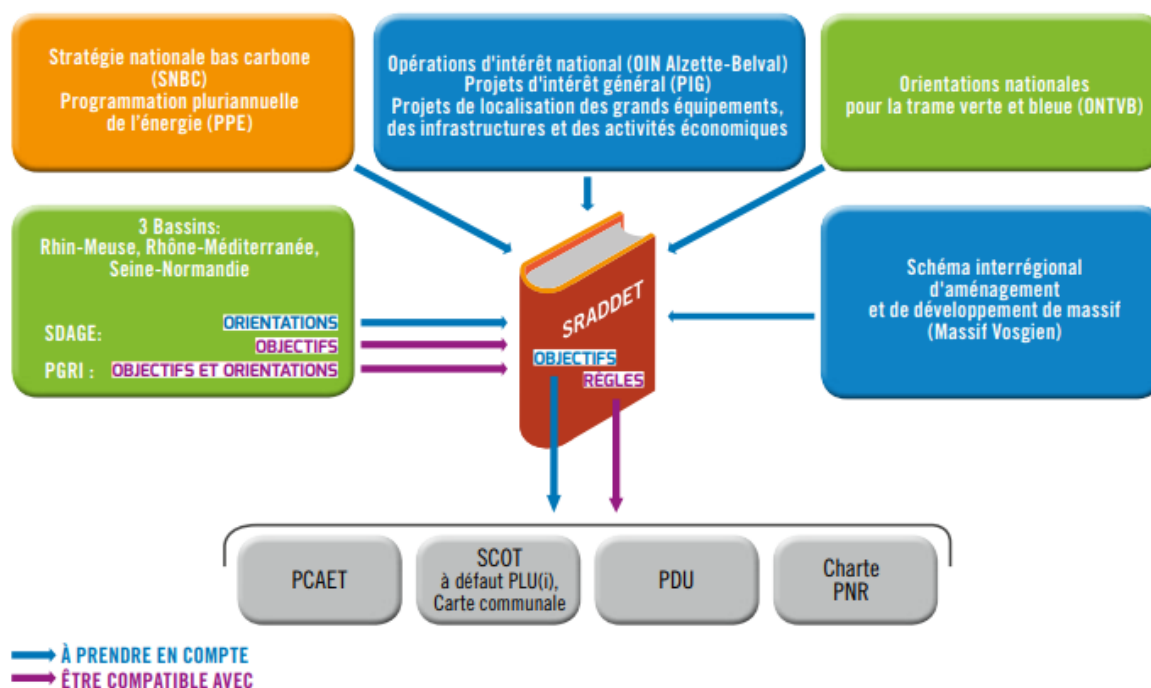 Stratégie nationale bas carbone
(SNBC)
Programmation pluriannuelle
de l'énergie (PPE)
Opérations d'intérêt national (OIN Alzette-Belval)
Projets d'intérêt général (PIG)
Projets de localisation des grands équipements,
des infrastructures et des activités économiques
Orientations nationales
pour la trame verte et bleue (ONTVB)
3 Bassins:
Rhin-Meuse, Rhône-Méditerranée,
Seine-Normandie
SDAGE: ORIENTATIONS
OBJECTIFS
PGRI : OBJECTIFS ET ORIENTATIONS
SRADDET
OBJECTIFS
RÉGLES
Schéma interrégional
d'aménagement
et de développement de massif
(Massif Vosgien)
PCAET
SCOT
à défaut PLU(i),
Carte communale
PDU
Charte
PNR
À PRENDRE EN COMPTE
ÊTRE COMPATIBLE AVEC